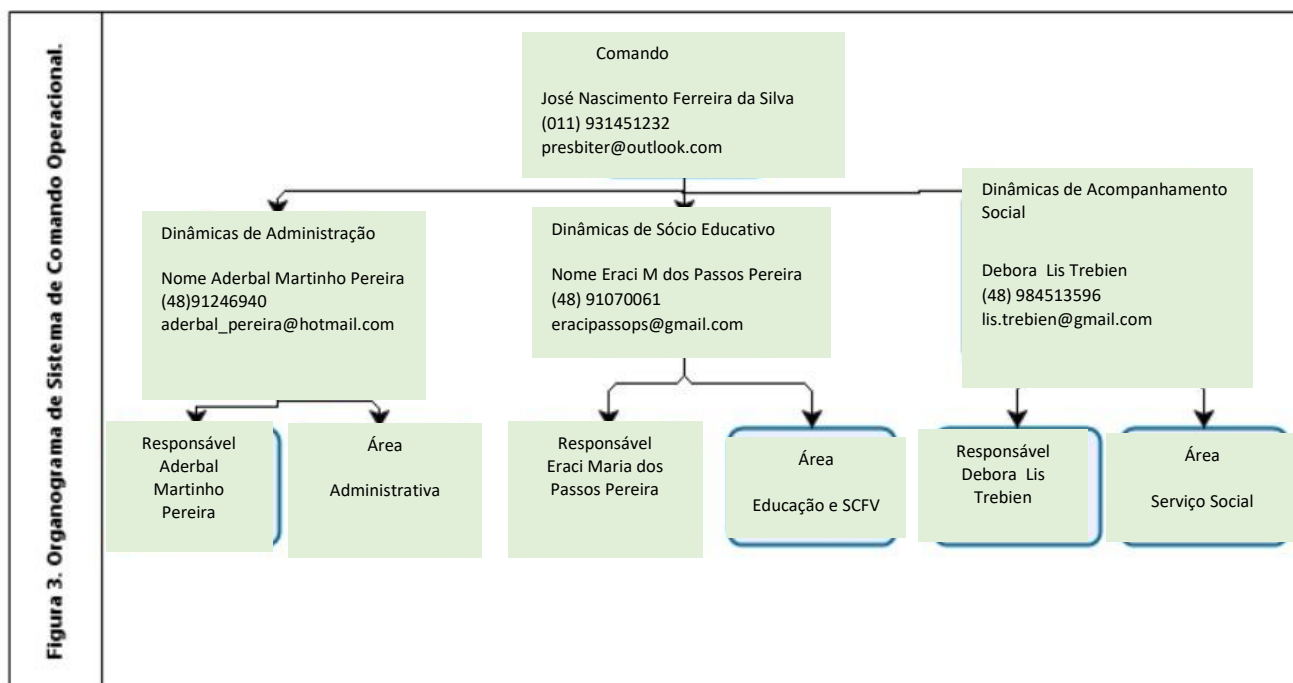 Figura 3. Organograma de Sistema de Comando Operacional.
Comando
José Nascimento Ferreira da Silva
(011) 931451232
presbiter@outlook.com
Dinâmicas de Administração
Nome Aderbal Martinho Pereira
(48)91246940
aderbal_pereira@hotmail.com
Dinâmicas de Sócio Educativo
Nome Eraci M dos Passos Pereira
(48) 91070061
eracipassops@gmail.com
Dinâmicas de Acompanhamento
Social
Debora  Lis Trebien
(48) 984513596
lis.trebien@gmail.com
Responsável
Aderbal
Martinho
Pereira
Área
Administrativa
Responsável
Eraci Maria dos
Passos Pereira
Área
Educação e SCFV
Responsável
Debora  Lis
Trebien
Área
Serviço Social